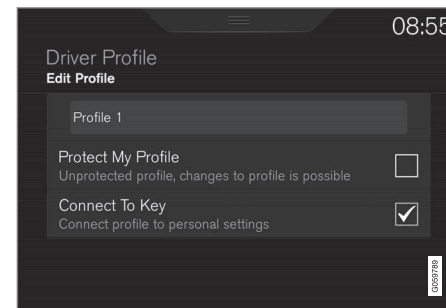 08:55
Driver Profile
Edit Profile
Profile 1
Protect My Profile
Unprotected profile, changes to profile is possible
Connect To Key
Connect profile to personal settings
G059789